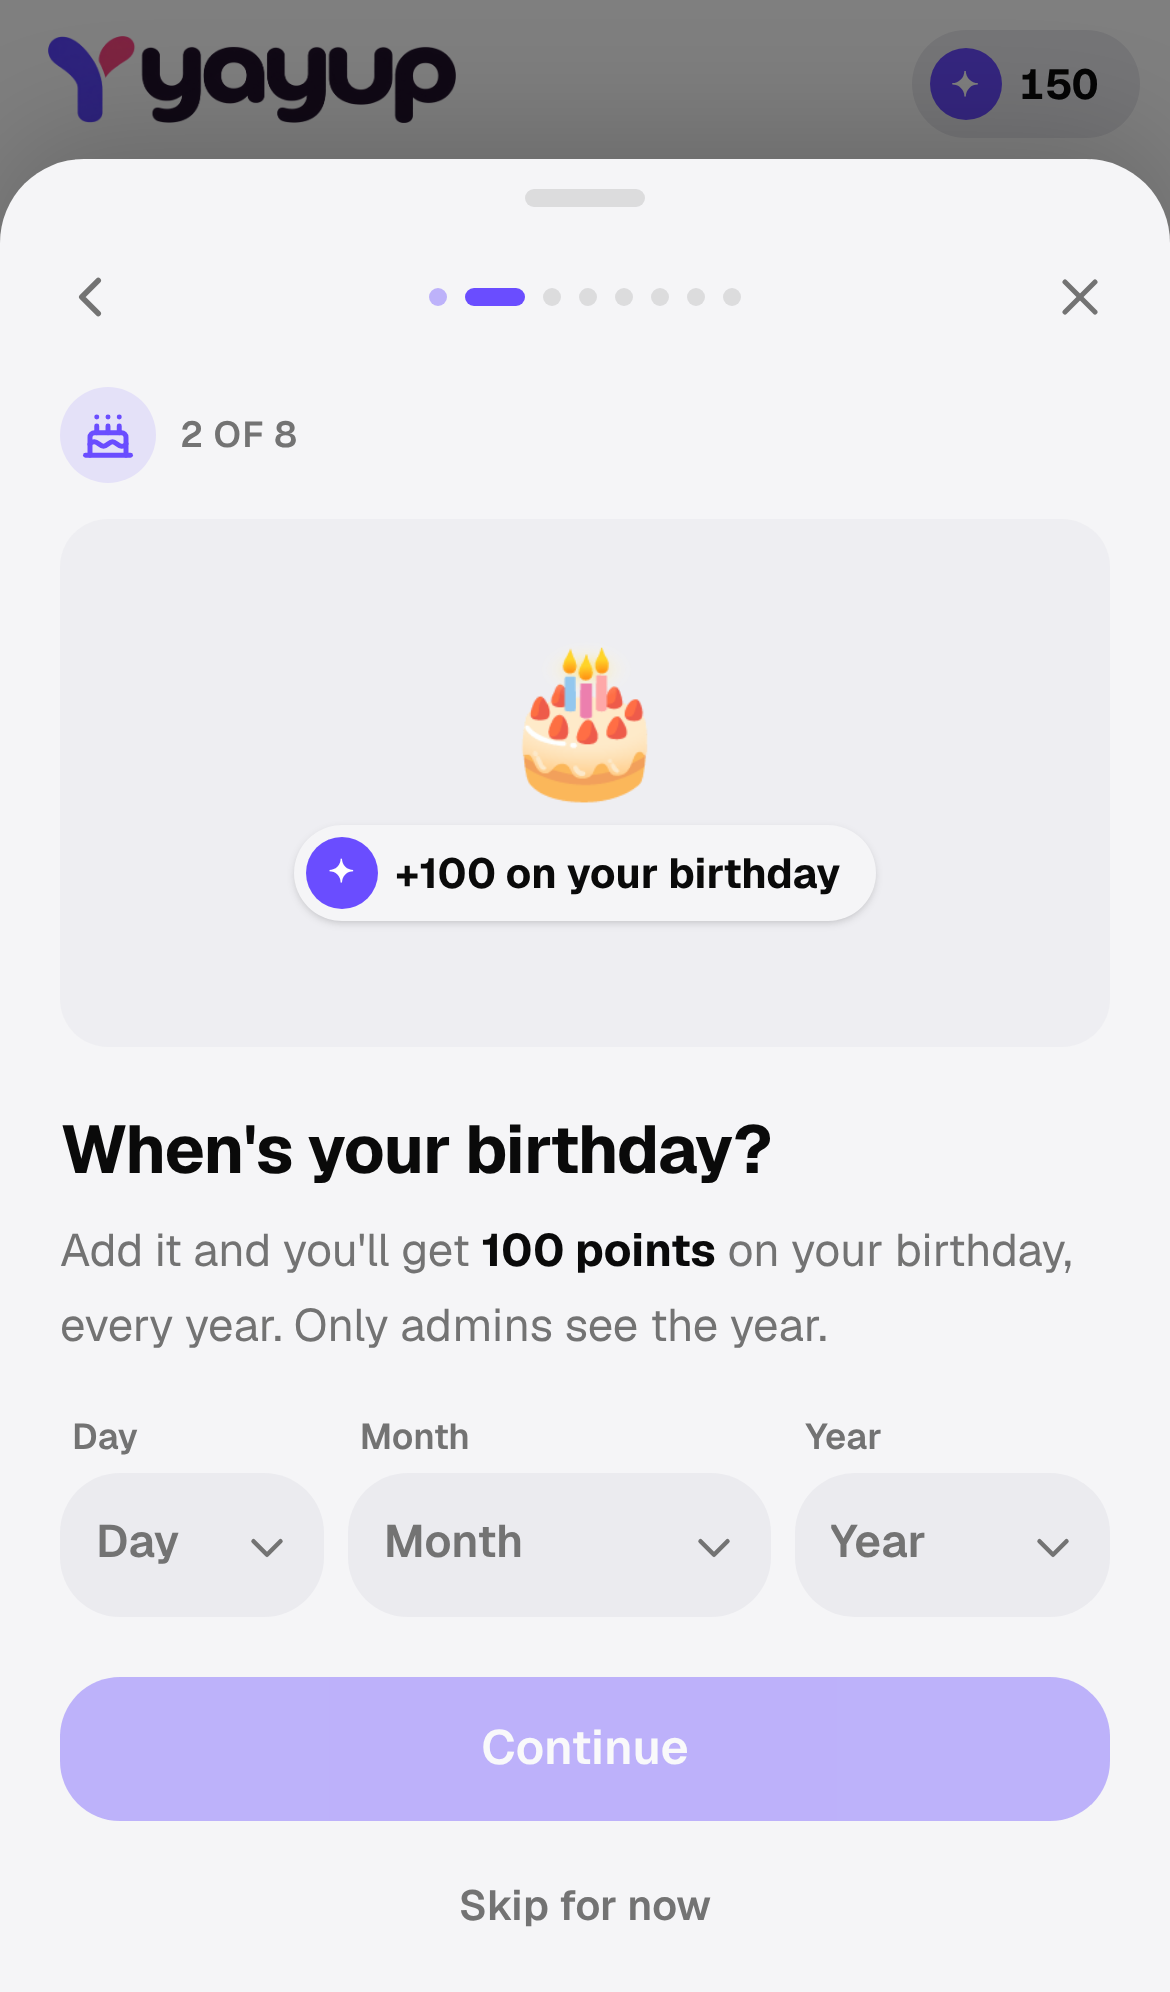 yayup
150
2 OF 8
+100 on your birthday
When's your birthday?
Add it and you'll get 100 points on your birthday,
every year. Only admins see the year.
Day Month Year
Day Month Year
Continue
Skip for now